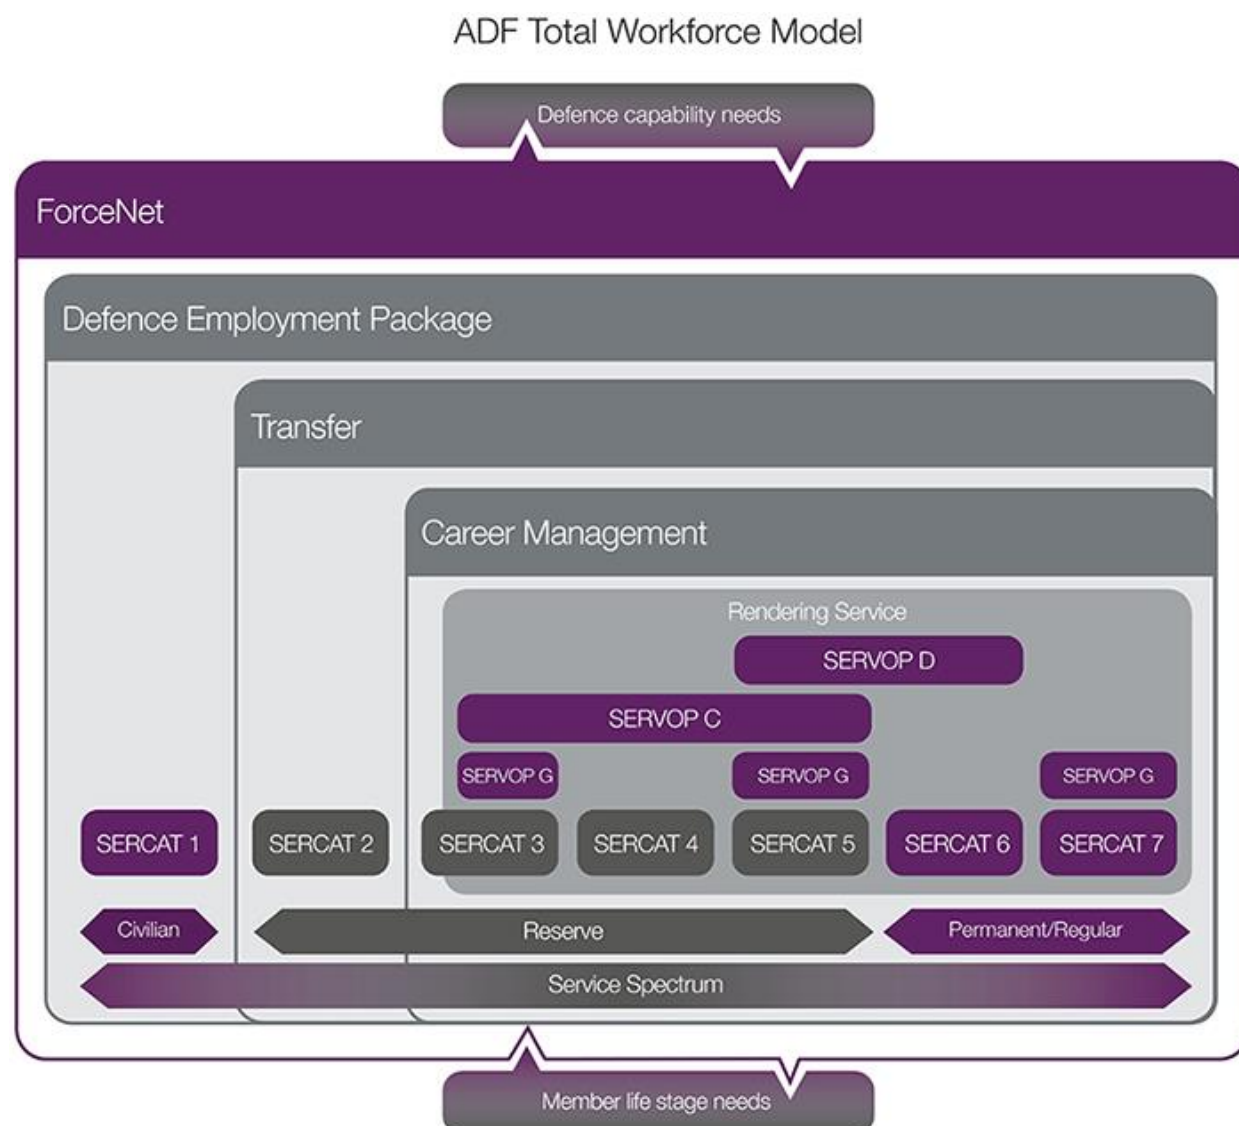 ADF Total Workforce Model
Defence capability needs
ForceNet
Defence Employment Package
Transfer
Career Management
Rendering Service
SERVOP D
SERVOP C
SERVOP G
SERVOP G
SERVOP G
SERCAT 1
SERCAT 2
SERCAT 3
SERCAT 4
SERCAT 5
SERCAT 6
SERCAT 7
Civilian
Reserve
Permanent/Regular
Service Spectrum
Member life stage needs